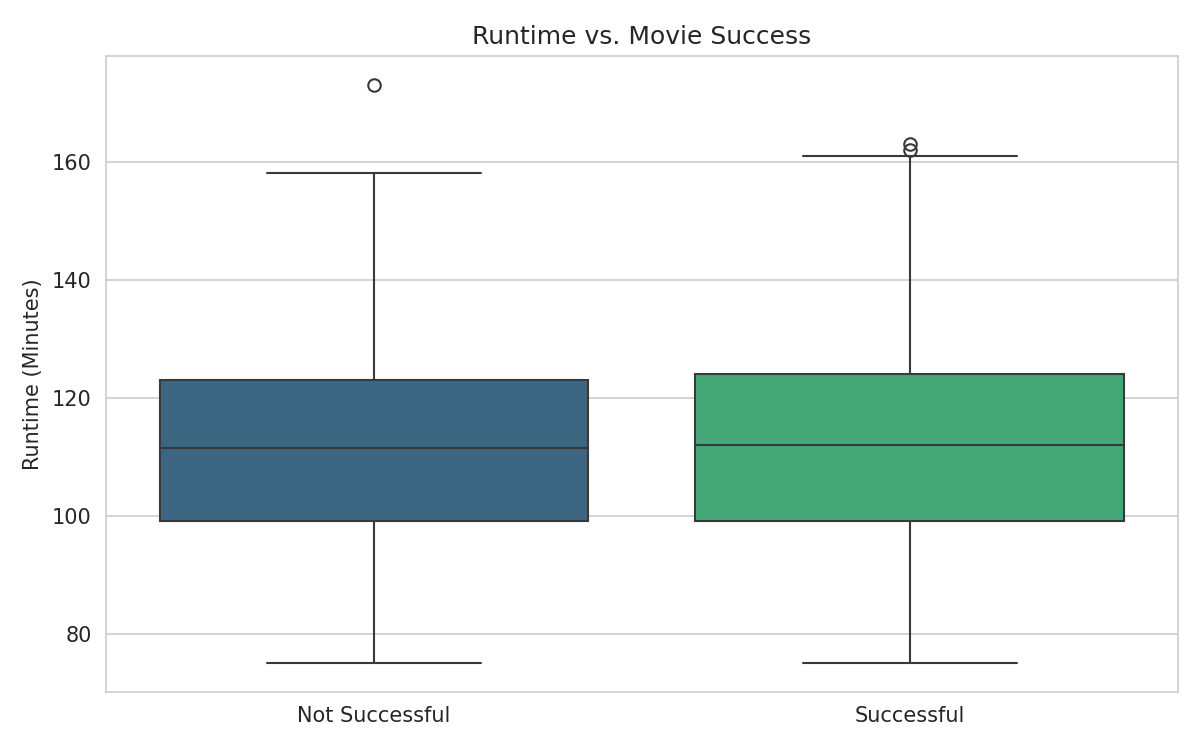 Runtime vs. Movie Success
Runtime (Minutes)
160
140
120
100
80
Not Successful
Successful